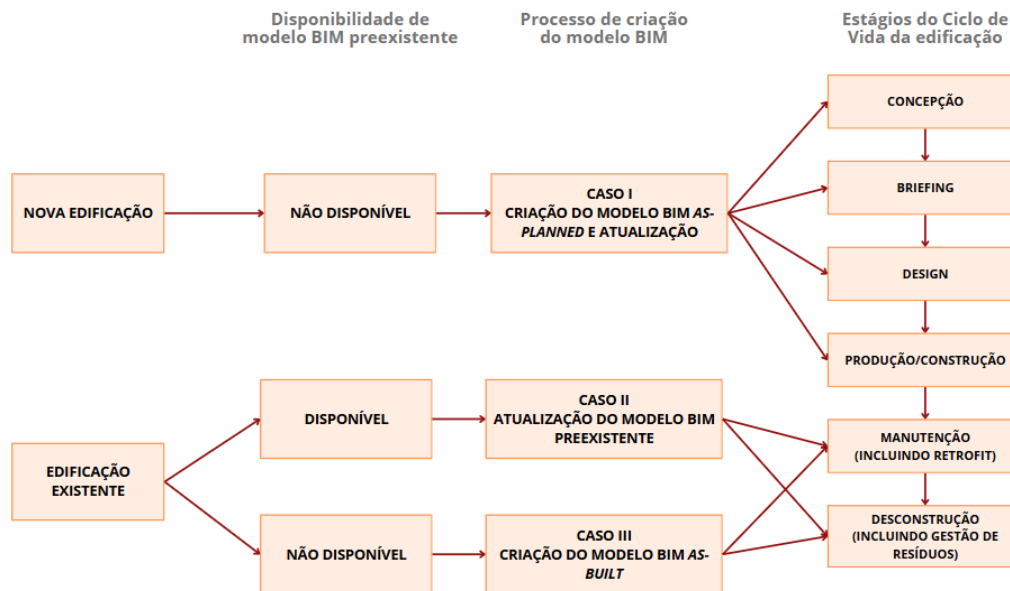 Disponibilidade de
modelo BIM preexistente
Processo de criação
do modelo BIM
Estágios do Ciclo de
Vida da edificação
NOVA EDIFICAÇÃO
NÃO DISPONÍVEL
CASO I
CRIAÇÃO DO MODELO BIM AS-
PLANNED E ATUALIZAÇÃO
CONCEPÇÃO
BRIEFING
DESIGN
PRODUÇÃO/CONSTRUÇÃO
EDIFICAÇÃO
EXISTENTE
DISPONÍVEL
CASO II
ATUALIZAÇÃO DO MODELO BIM
PREEXISTENTE
MANUTENÇÃO
(INCLUINDO RETROFIT)
NÃO DISPONÍVEL
CASO III
CRIAÇÃO DO MODELO BIM AS-
BUILT
DESCONSTRUÇÃO
(INCLUINDO GESTÃO DE
RESÍDUOS)